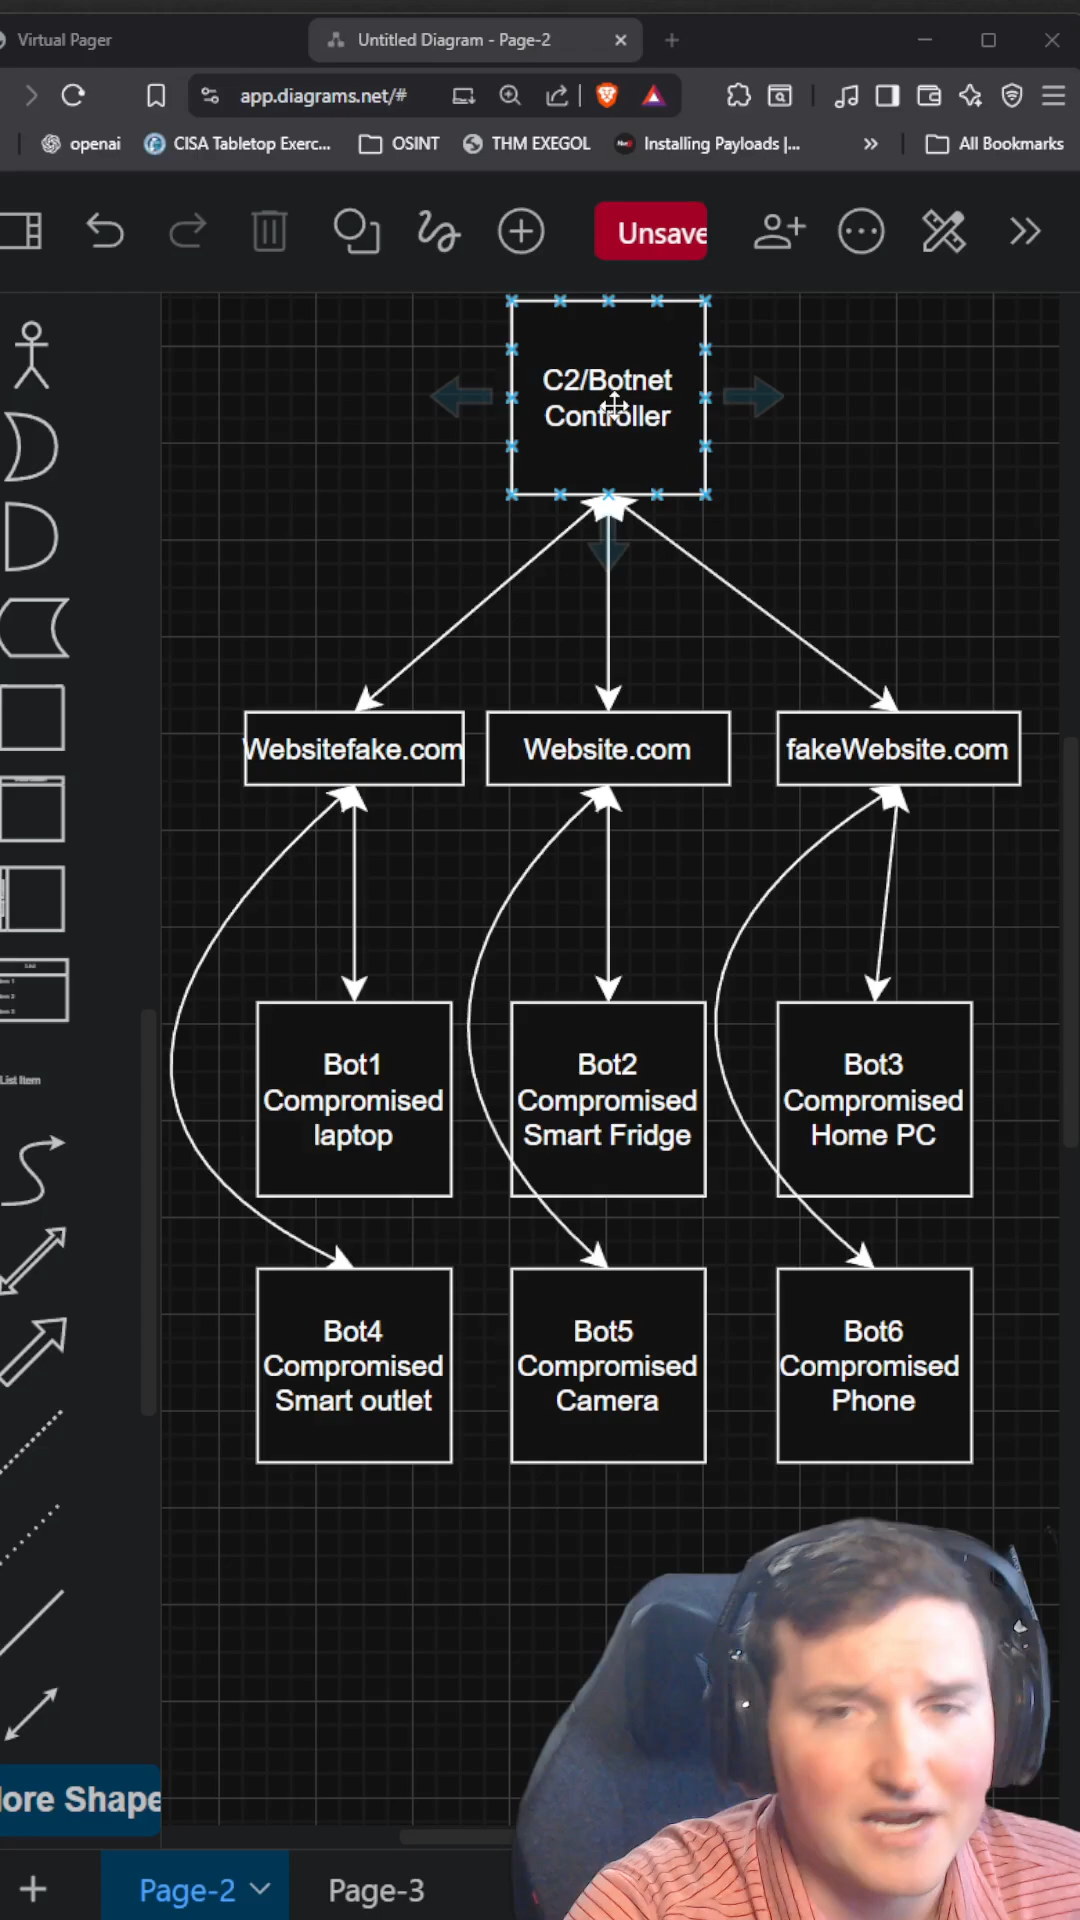 Virtual Pager
Untitled Diagram - Page-2
app.diagrams.net/#
openai
CISA Tabletop Exerc...
OSINT
THM EXEGOL
Installing Payloads |...
All Bookmarks
Unsave
C2/Botnet
Controller
Websitefake.com
Website.com
fakeWebsite.com
Bot1
Compromised
laptop
Bot2
Compromised
Smart Fridge
Bot3
Compromised
Home PC
List Item
Bot4
Compromised
Smart outlet
Bot5
Compromised
Camera
Bot6
Compromised
Phone
lore Shape
Page-2
Page-3